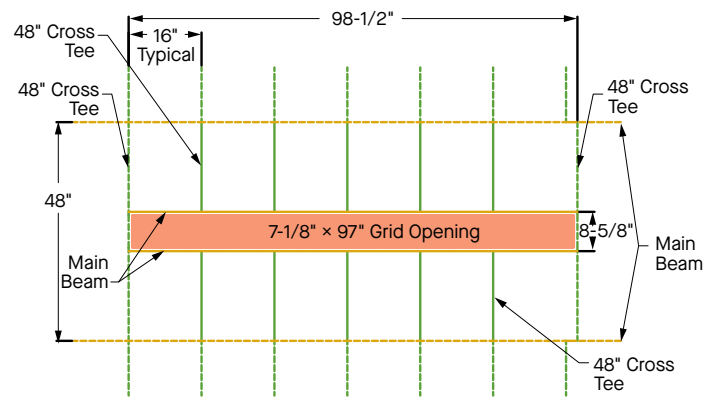 98-1/2"
16"
Typical
48" Cross
Tee
48" Cross
Tee
48" Cross
Tee
48"
7-1/8" × 97" Grid Opening
8-5/8"
Main
Beam
Main
Beam
48" Cross
Tee